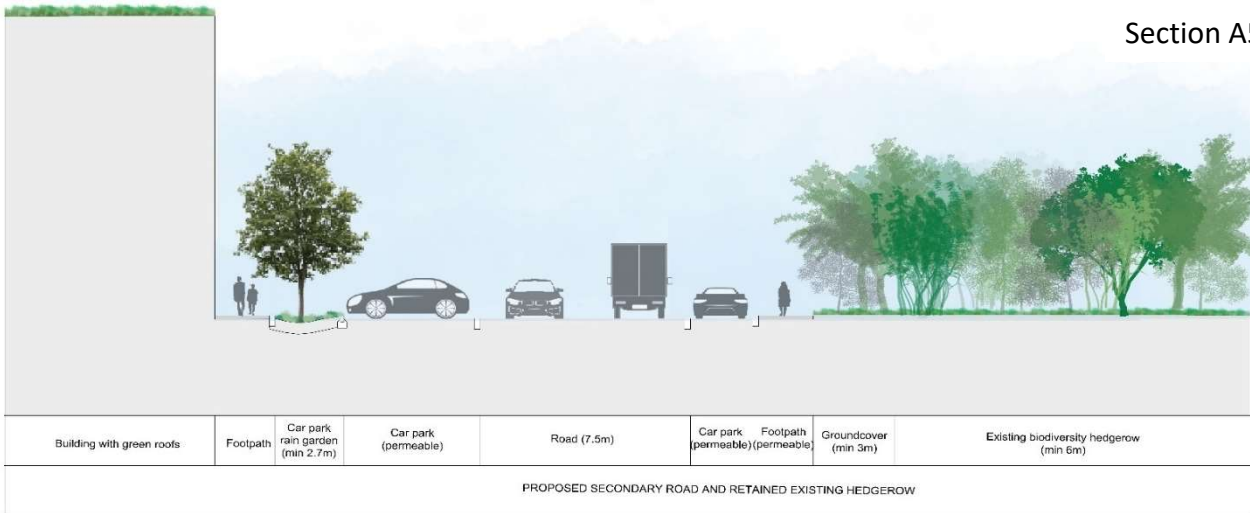 Section A5
Building with green roofs
Footpath
Car park
rain garden
(min 2.7m)
Car park
(permeable)
Road (7.5m)
Car park
(permeable)
Footpath
(permeable)
Groundcover
(min 3m)
Existing biodiversity hedgerow
(min 6m)
PROPOSED SECONDARY ROAD AND RETAINED EXISTING HEDGEROW